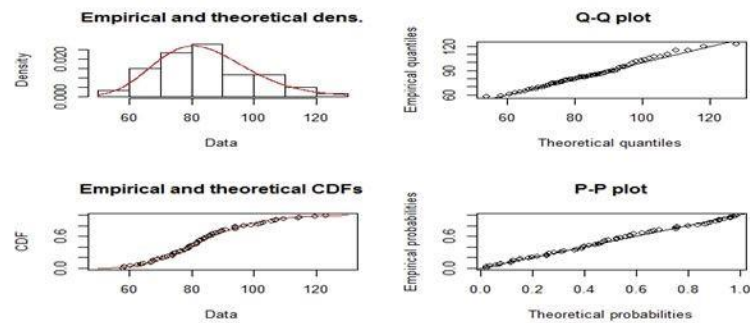 Empirical and theoretical dens.
Density
0.000
0.020
60
80
100
120
Data
Q-Q plot
Empirical quantiles
60
90
120
60
80
100
120
Theoretical quantiles
Empirical and theoretical CDFs
CDF
0.0
0.6
60
80
100
120
Data
P-P plot
Empirical probabilities
0.0
0.6
0.0
0.2
0.4
0.6
0.8
1.0
Theoretical probabilities